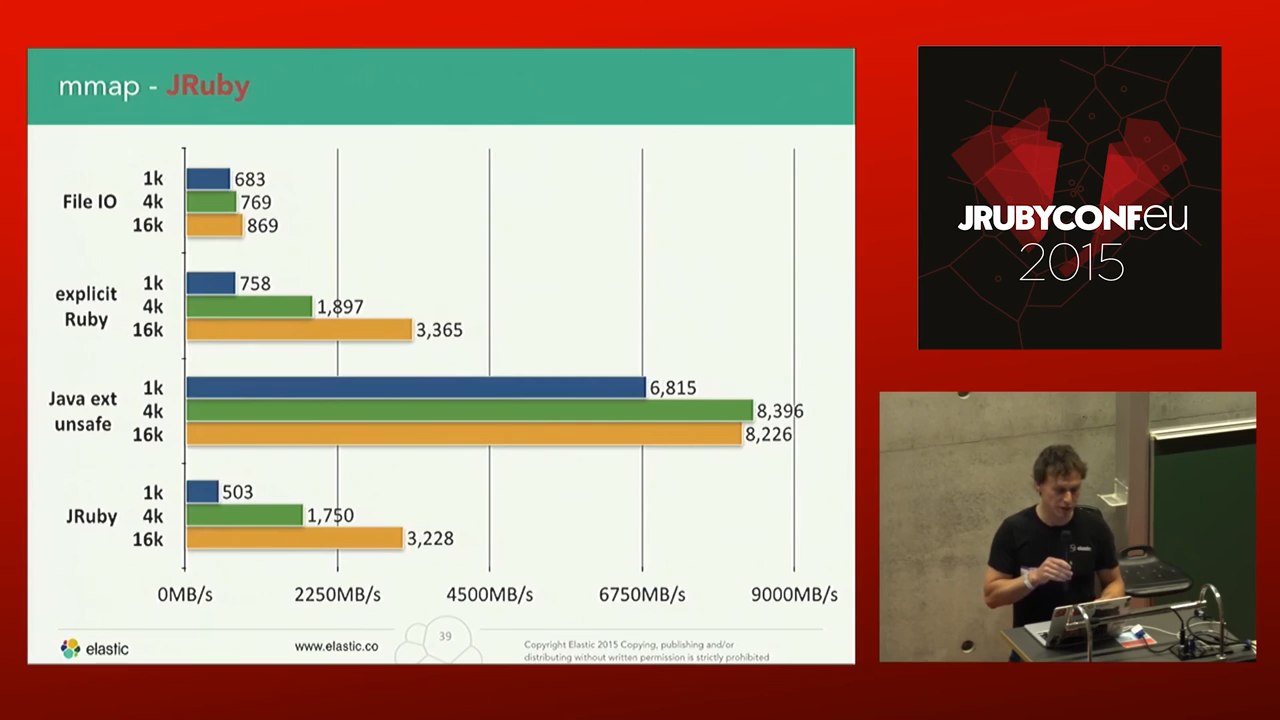 mmap - JRuby
File IO
1k 683
4k 769
16k 869
explicit Ruby
1k 758
4k 1,897
16k 3,365
Java ext unsafe
1k 6,815
4k 8,396
16k 8,226
JRuby
1k 503
4k 1,750
16k 3,228
0MB/s 2250MB/s 4500MB/s 6750MB/s 9000MB/s
elastic
www.elastic.co
39
Copyright Elastic 2015 Copying, publishing and/or
distributing without written permission is strictly prohibited
JRUBYCONF.eu
2015
elastic